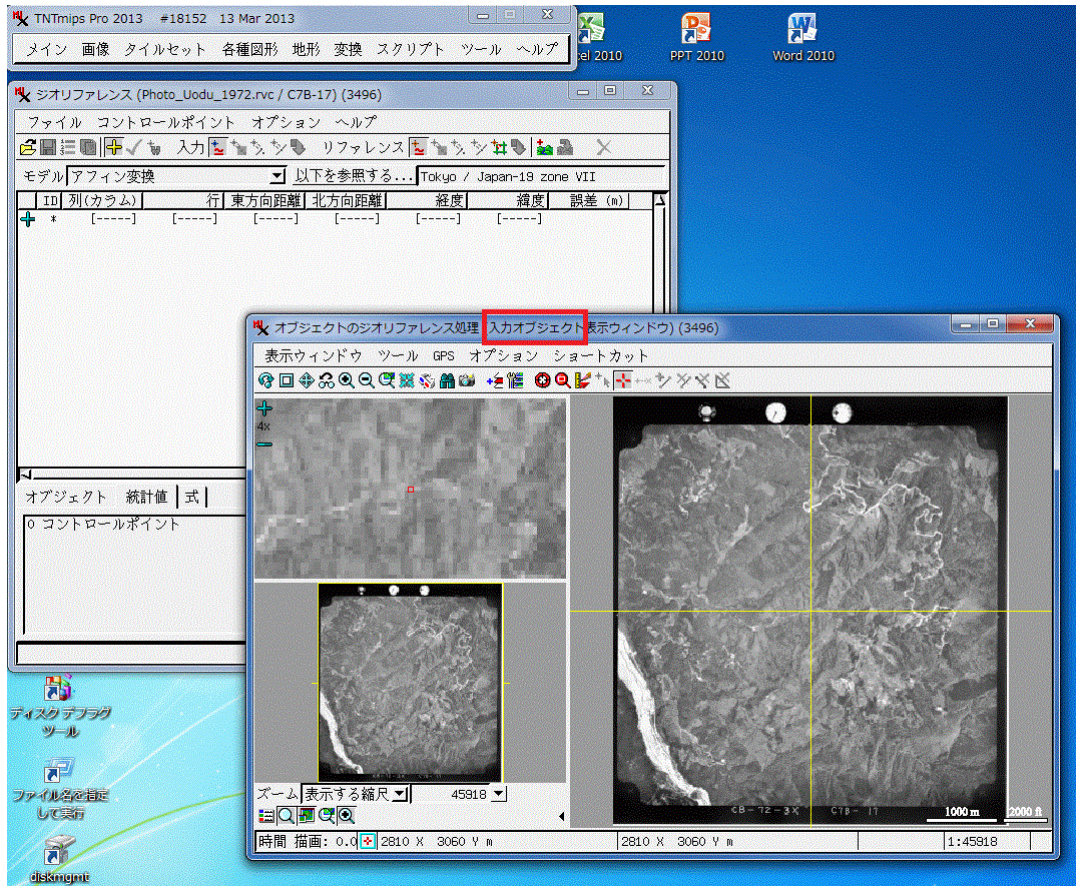 TNTmips Pro 2013   #18152   13 Mar 2013
メイン 画像 タイルセット 各種図形 地形 変換 スクリプト ツール ヘルプ
PPT 2010
Word 2010
ジオリファレンス (Photo_Uodu_1972.rvc / C7B-17) (3496)
ファイル コントロールポイント オプション ヘルプ
入力 リファレンス
モデル アフィン変換 以下を参照する... Tokyo / Japan-19 zone VII
ID 列(カラム) 行 東方向距離 北方向距離 経度 緯度 誤差 (m)
* [-----] [-----] [-----] [-----] [-----] [-----]
オブジェクト 統計値 式
0 コントロールポイント
オブジェクトのジオリファレンス処理 入力オブジェクト表示ウィンドウ) (3496)
表示ウィンドウ ツール GPS オプション ショートカット
4x
CB-72-3X C7B-17
1000 m 2000 ft
ズーム 表示する縮尺 45918
時間 描画: 0.0 2810 X 3060 Y m 2810 X 3060 Y m 1:45918
ディスク デフラグ
ツール
ファイル名を指定
して実行
diskmgmt